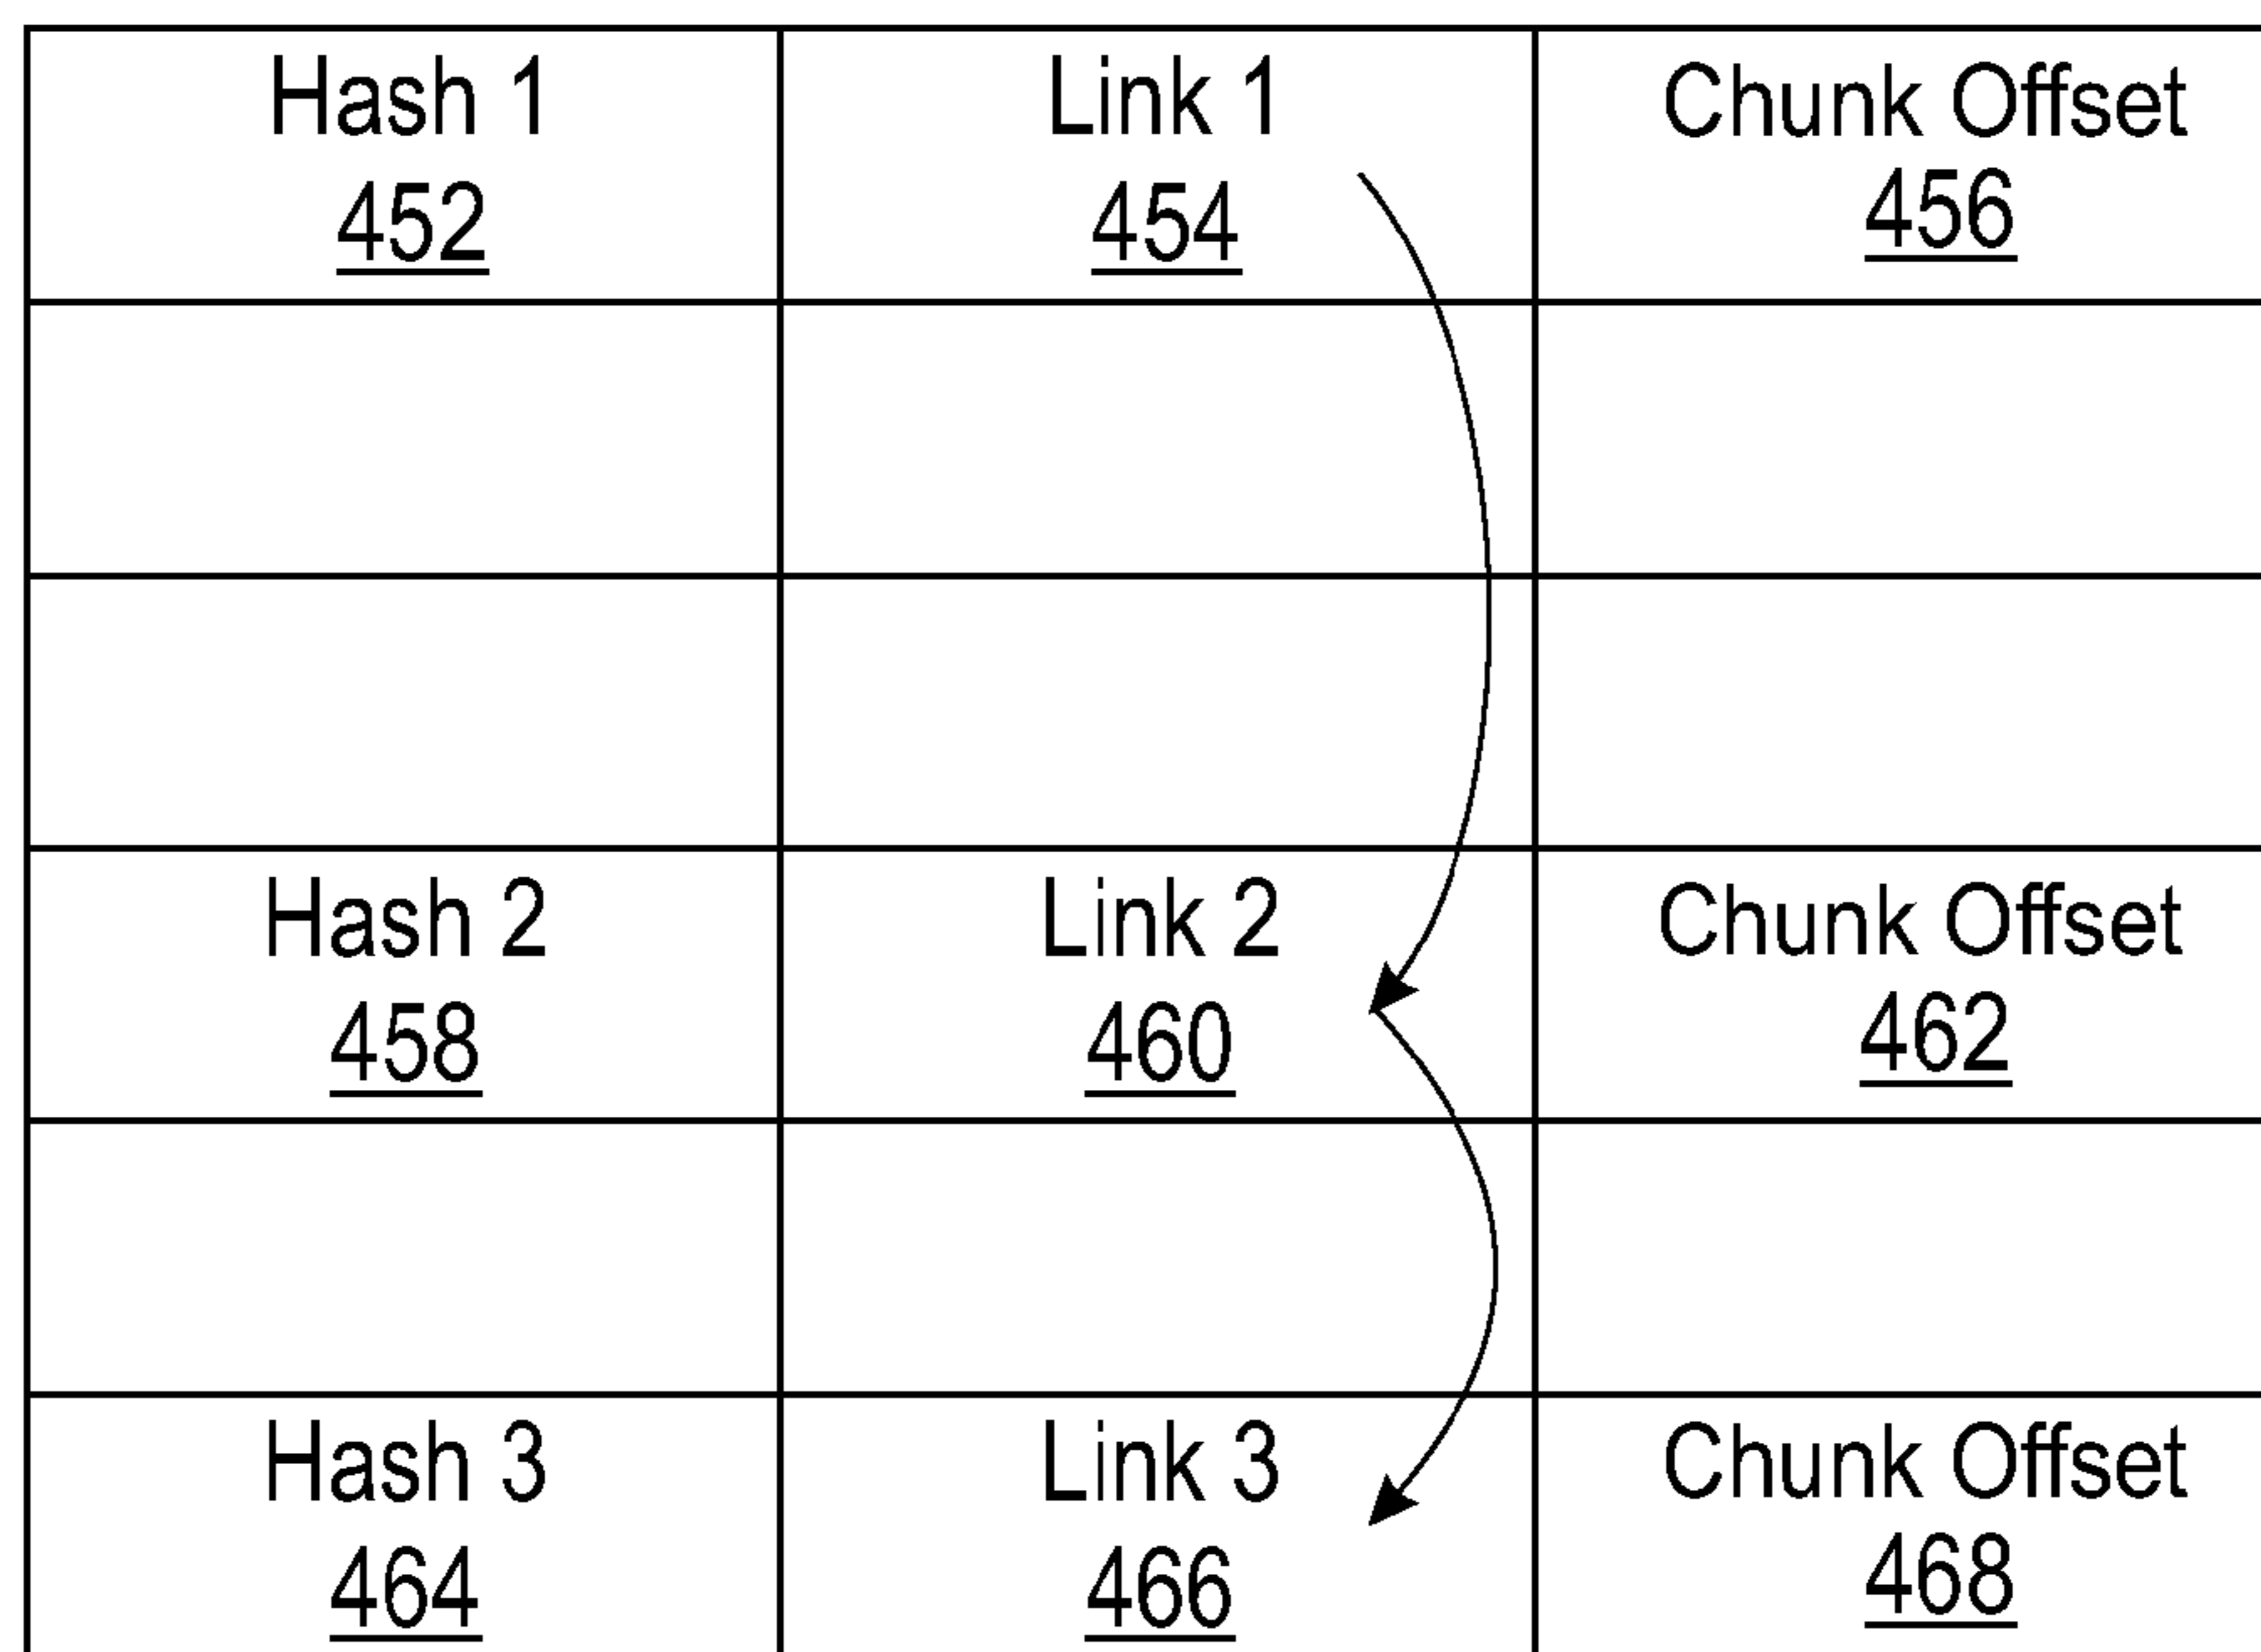 Hash 1
452
Link 1
454
Chunk Offset
456
Hash 2
458
Link 2
460
Chunk Offset
462
Hash 3
464
Link 3
466
Chunk Offset
468